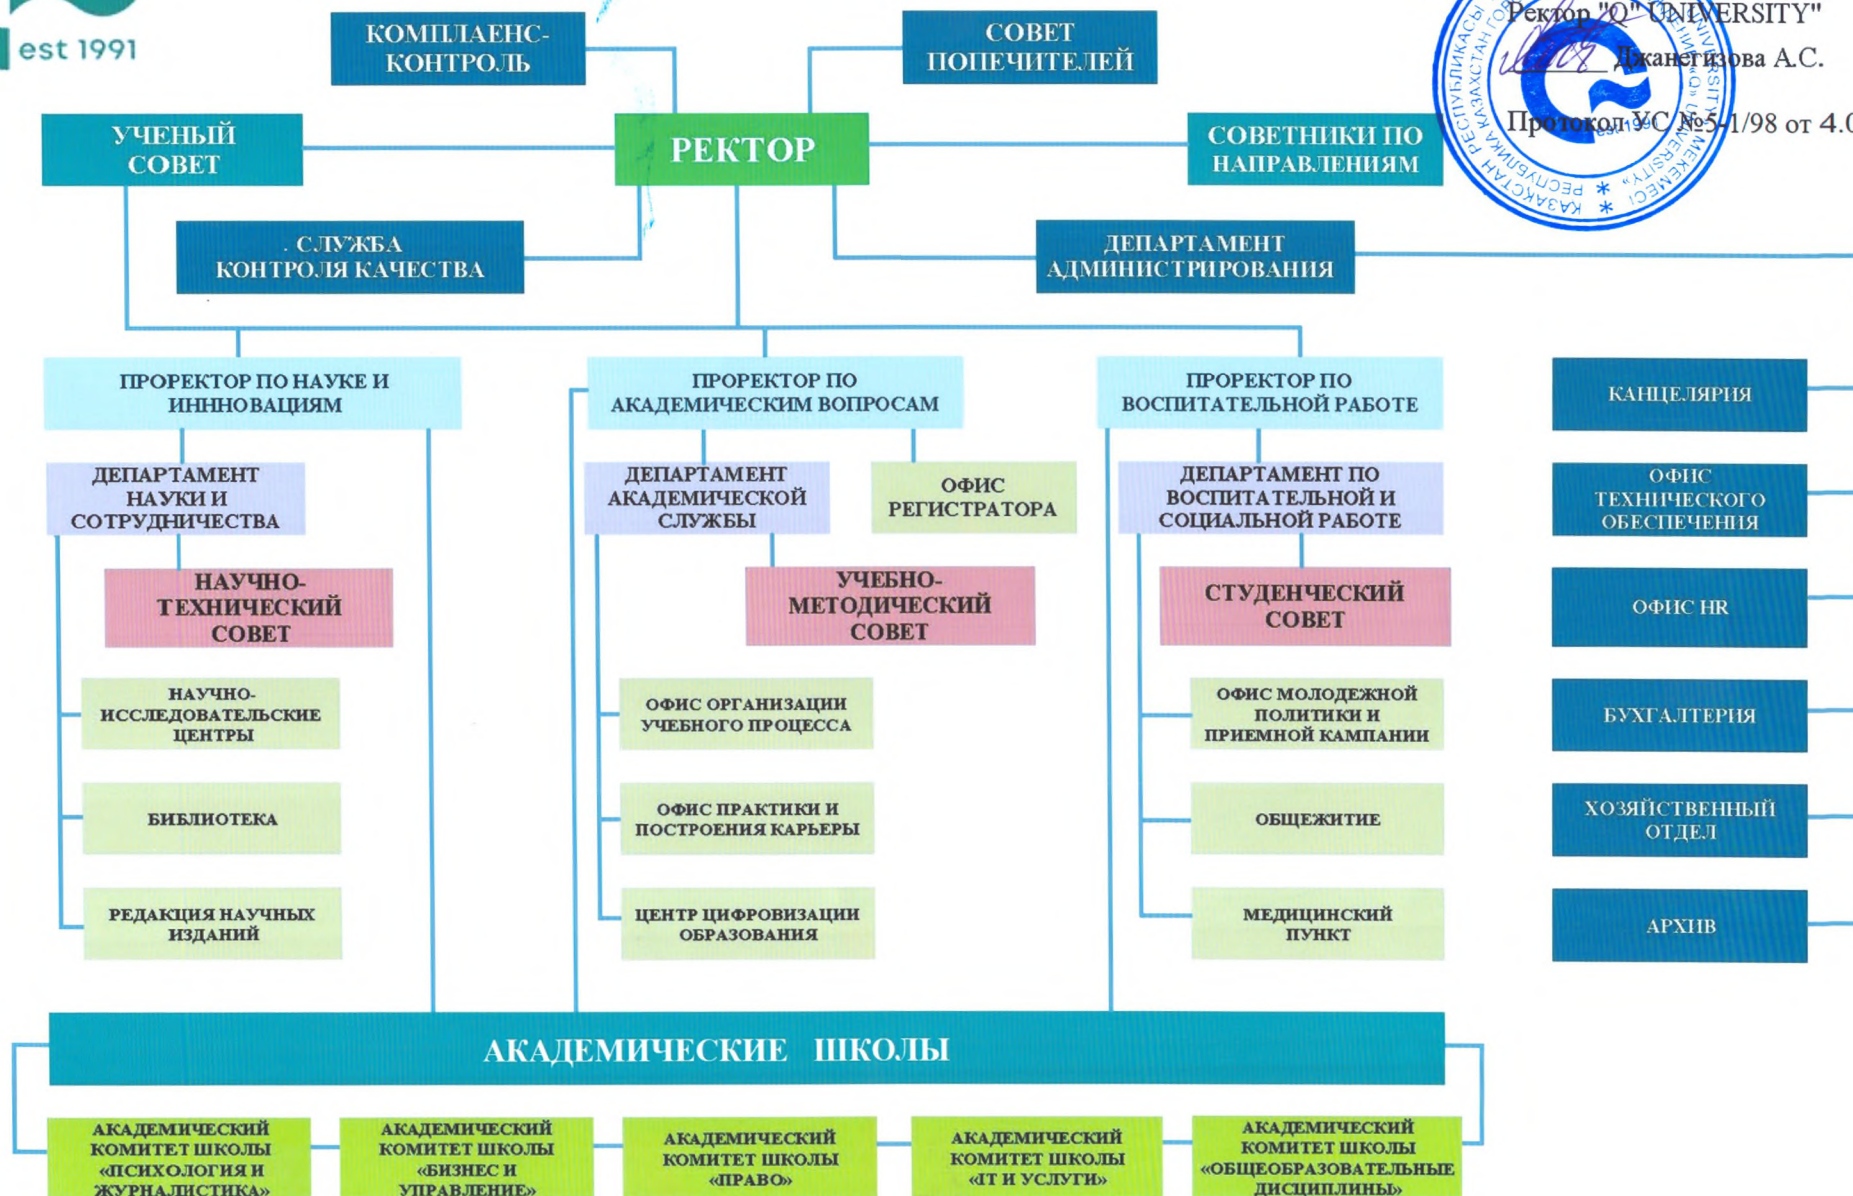 est 1991
КОМПЛАЕНС-
КОНТРОЛЬ
СОВЕТ
ПОПЕЧИТЕЛЕЙ
Ректор "Q" UNIVERSITY"
Джанегизова А.С.
Протокол УС №5-1/98 от 4.0
УЧЕНЫЙ
СОВЕТ
РЕКТОР
СОВЕТНИКИ ПО
НАПРАВЛЕНИЯМ
. СЛУЖБА
КОНТРОЛЯ КАЧЕСТВА
ДЕПАРТАМЕНТ
АДМИНИСТРИРОВАНИЯ
ПРОРЕКТОР ПО НАУКЕ И
ИНННОВАЦИЯМ
ПРОРЕКТОР ПО
АКАДЕМИЧЕСКИМ ВОПРОСАМ
ПРОРЕКТОР ПО
ВОСПИТАТЕЛЬНОЙ РАБОТЕ
КАНЦЕЛЯРИЯ
ДЕПАРТАМЕНТ
НАУКИ И
СОТРУДНИЧЕСТВА
ДЕПАРТАМЕНТ
АКАДЕМИЧЕСКОЙ
СЛУЖБЫ
ОФИС
РЕГИСТРАТОРА
ДЕПАРТАМЕНТ ПО
ВОСПИТАТЕЛЬНОЙ И
СОЦИАЛЬНОЙ РАБОТЕ
ОФИС
ТЕХНИЧЕСКОГО
ОБЕСПЕЧЕНИЯ
НАУЧНО-
ТЕХНИЧЕСКИЙ
СОВЕТ
УЧЕБНО-
МЕТОДИЧЕСКИЙ
СОВЕТ
СТУДЕНЧЕСКИЙ
СОВЕТ
ОФИС HR
НАУЧНО-
ИССЛЕДОВАТЕЛЬСКИЕ
ЦЕНТРЫ
ОФИС ОРГАНИЗАЦИИ
УЧЕБНОГО ПРОЦЕССА
ОФИС МОЛОДЕЖНОЙ
ПОЛИТИКИ И
ПРИЕМНОЙ КАМПАНИИ
БУХГАЛТЕРИЯ
БИБЛИОТЕКА
ОФИС ПРАКТИКИ И
ПОСТРОЕНИЯ КАРЬЕРЫ
ОБЩЕЖИТИЕ
ХОЗЯЙСТВЕННЫЙ
ОТДЕЛ
РЕДАКЦИЯ НАУЧНЫХ
ИЗДАНИЙ
ЦЕНТР ЦИФРОВИЗАЦИИ
ОБРАЗОВАНИЯ
МЕДИЦИНСКИЙ
ПУНКТ
АРХИВ
АКАДЕМИЧЕСКИЕ ШКОЛЫ
АКАДЕМИЧЕСКИЙ
КОМИТЕТ ШКОЛЫ
«ПСИХОЛОГИЯ И
ЖУРНАЛИСТИКА»
АКАДЕМИЧЕСКИЙ
КОМИТЕТ ШКОЛЫ
«БИЗНЕС И
УПРАВЛЕНИЕ»
АКАДЕМИЧЕСКИЙ
КОМИТЕТ ШКОЛЫ
«ПРАВО»
АКАДЕМИЧЕСКИЙ
КОМИТЕТ ШКОЛЫ
«IT И УСЛУГИ»
АКАДЕМИЧЕСКИЙ
КОМИТЕТ ШКОЛЫ
«ОБЩЕОБРАЗОВАТЕЛЬНЫЕ
ДИСЦИПЛИНЫ»